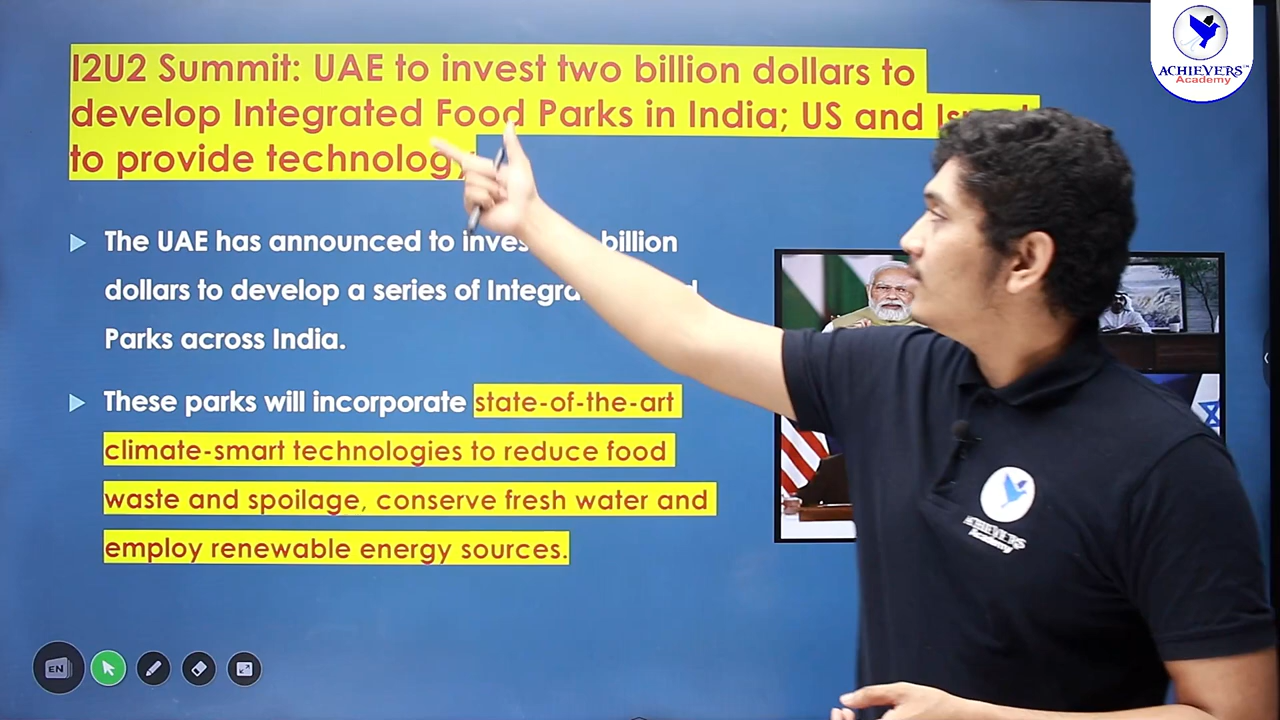 I2U2 Summit: UAE to invest two billion dollars to
develop Integrated Food Parks in India; US and
to provide technology
The UAE has announced to billion
dollars to develop a series of
Parks across India.
These parks will incorporate state-of-the-art
climate-smart technologies to reduce food
waste and spoilage, conserve fresh water and
employ renewable energy sources.
EN
ACHIEVERS
Academy
ACHIEVERS
Academy